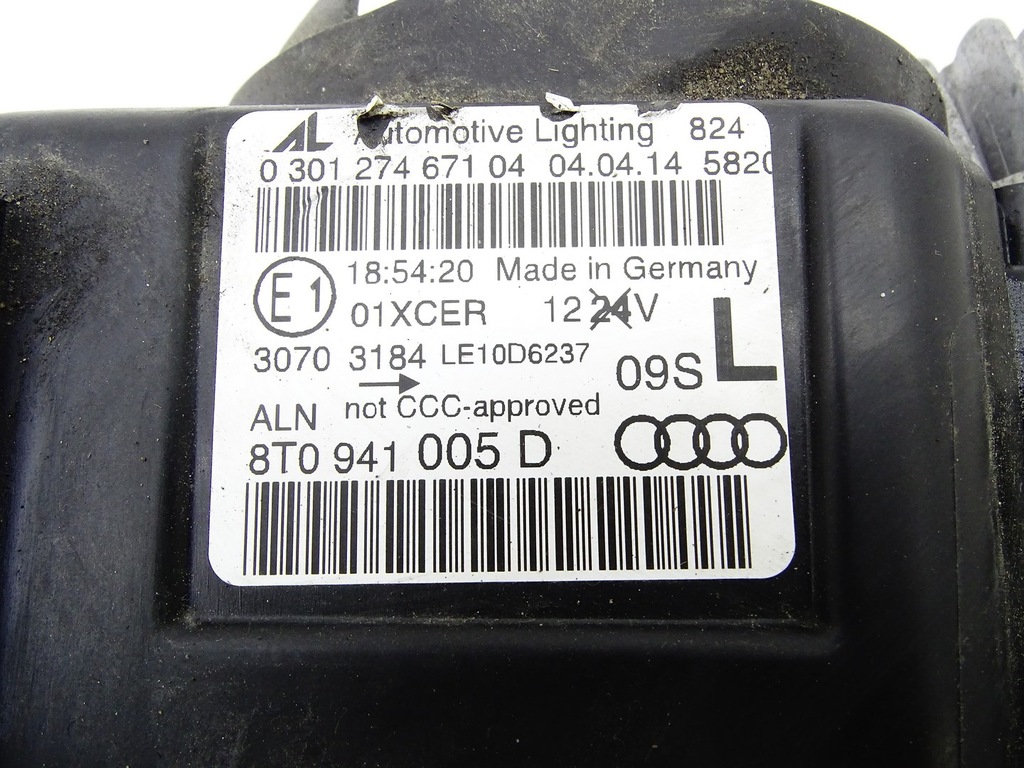 AL Automotive Lighting 824
0 301 274 671 04 04.04.14 5820
E1 18:54:20 Made in Germany
01XCER 12 24 V
3070 3184 LE10D6237 09S L
ALN not CCC-approved
8T0 941 005 D